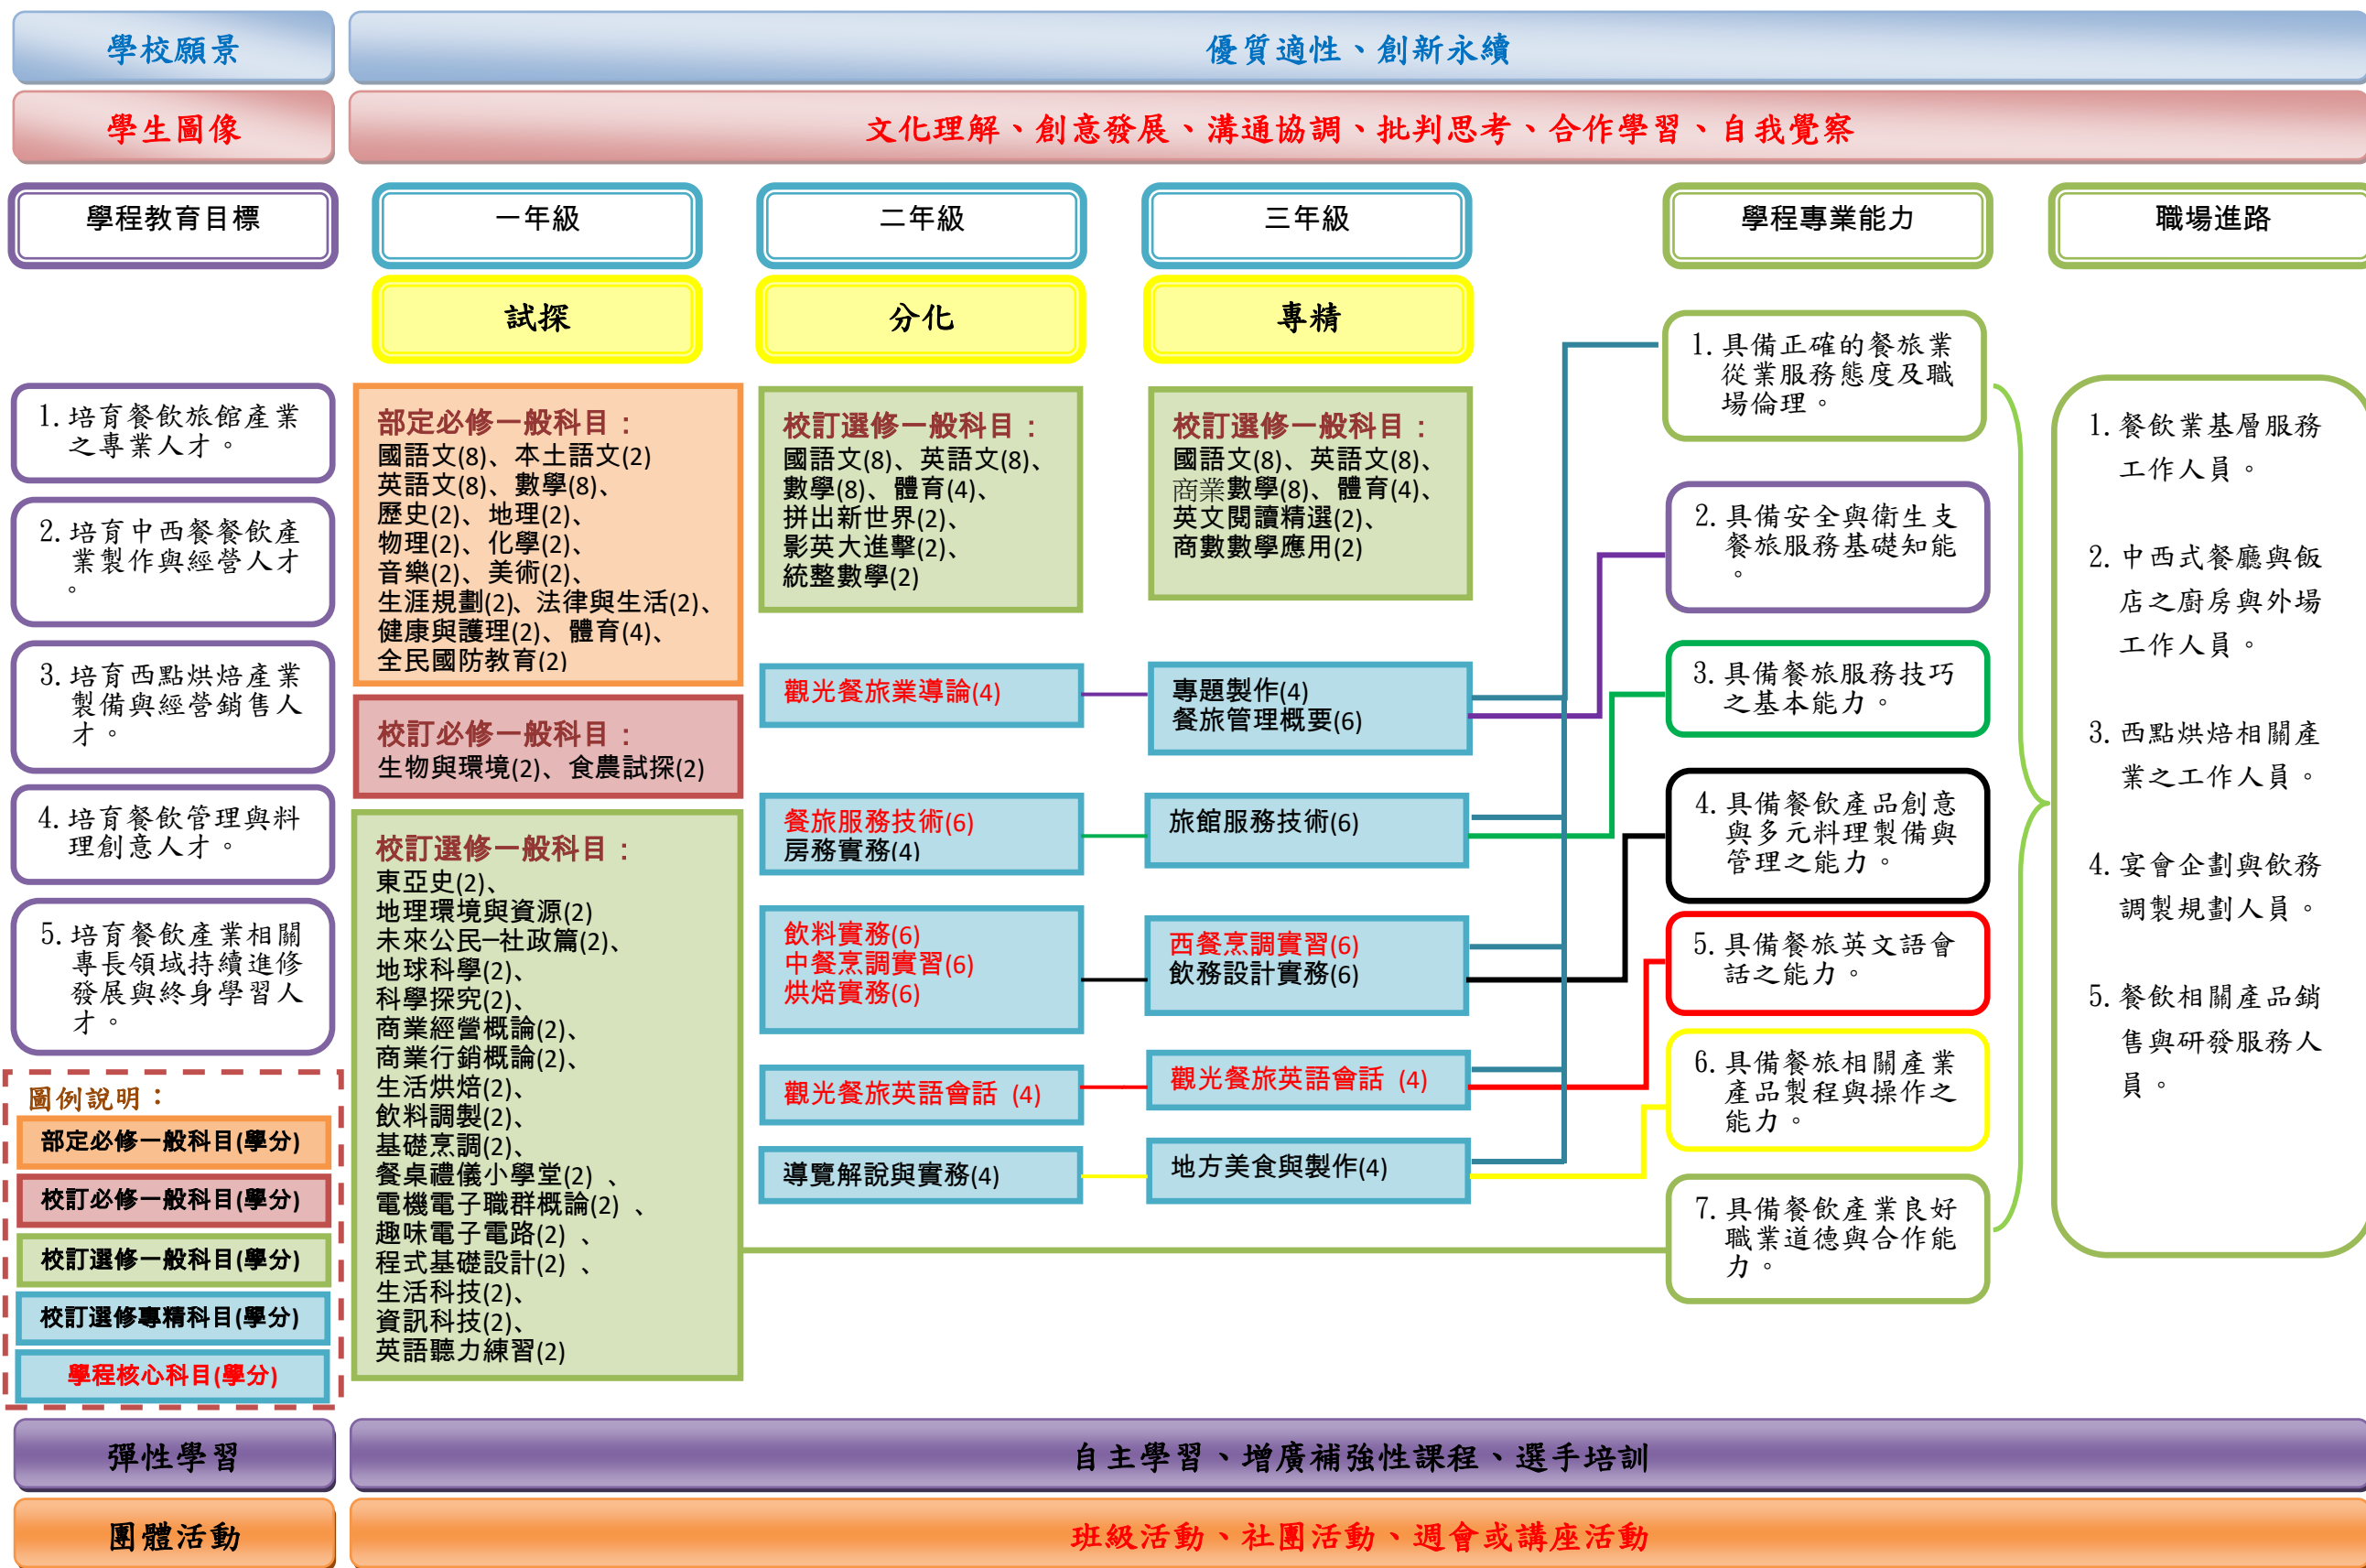 學校願景
優質適性、創新永續
學生圖像
文化理解、創意發展、溝通協調、批判思考、合作學習、自我覺察
學程教育目標
一年級
二年級
三年級
學程專業能力
職場進路
試探
分化
專精
1.培育餐飲旅館產業
之專業人才。
2.培育中西餐餐飲產
業製作與經營人才
。
3.培育西點烘焙產業
製備與經營銷售人
才。
4.培育餐飲管理與料
理創意人才。
5.培育餐飲產業相關
專長領域持續進修
發展與終身學習人
才。
圖例說明：
部定必修一般科目(學分)
校訂必修一般科目(學分)
校訂選修一般科目(學分)
校訂選修專精科目(學分)
學程核心科目(學分)
部定必修一般科目：
國語文(8)、本土語文(2)
英語文(8)、數學(8)、
歷史(2)、地理(2)、
物理(2)、化學(2)、
音樂(2)、美術(2)、
生涯規劃(2)、法律與生活(2)、
健康與護理(2)、體育(4)、
全民國防教育(2)
校訂必修一般科目：
生物與環境(2)、食農試探(2)
校訂選修一般科目：
東亞史(2)、
地理環境與資源(2)
未來公民─社政篇(2)、
地球科學(2)、
科學探究(2)、
商業經營概論(2)、
商業行銷概論(2)、
生活烘焙(2)、
飲料調製(2)、
基礎烹調(2)、
餐桌禮儀小學堂(2) 、
電機電子職群概論(2) 、
趣味電子電路(2) 、
程式基礎設計(2) 、
生活科技(2)、
資訊科技(2)、
英語聽力練習(2)
校訂選修一般科目：
國語文(8)、英語文(8)、
數學(8)、體育(4)、
拼出新世界(2)、
影英大進擊(2)、
統整數學(2)
觀光餐旅業導論(4)
餐旅服務技術(6)
房務實務(4)
飲料實務(6)
中餐烹調實習(6)
烘焙實務(6)
觀光餐旅英語會話 (4)
導覽解說與實務(4)
校訂選修一般科目：
國語文(8)、英語文(8)、
商業數學(8)、體育(4)、
英文閱讀精選(2)、
商數數學應用(2)
專題製作(4)
餐旅管理概要(6)
旅館服務技術(6)
西餐烹調實習(6)
飲務設計實務(6)
觀光餐旅英語會話 (4)
地方美食與製作(4)
1.具備正確的餐旅業
從業服務態度及職
場倫理。
2.具備安全與衛生支
餐旅服務基礎知能
。
3.具備餐旅服務技巧
之基本能力。
4.具備餐飲產品創意
與多元料理製備與
管理之能力。
5.具備餐旅英文語會
話之能力。
6.具備餐旅相關產業
產品製程與操作之
能力。
7.具備餐飲產業良好
職業道德與合作能
力。
1.餐飲業基層服務
工作人員。
2.中西式餐廳與飯
店之廚房與外場
工作人員。
3.西點烘焙相關產
業之工作人員。
4.宴會企劃與飲務
調製規劃人員。
5.餐飲相關產品銷
售與研發服務人
員。
彈性學習
自主學習、增廣補強性課程、選手培訓
團體活動
班級活動、社團活動、週會或講座活動